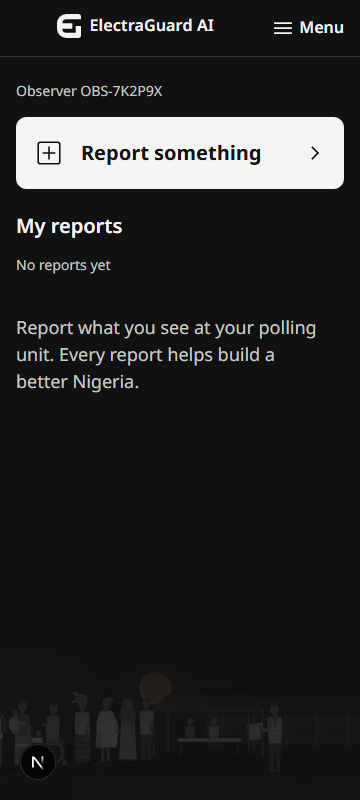 ElectraGuard AI
Menu
Observer OBS-7K2P9X
Report something
My reports
No reports yet
Report what you see at your polling
unit. Every report helps build a
better Nigeria.
N